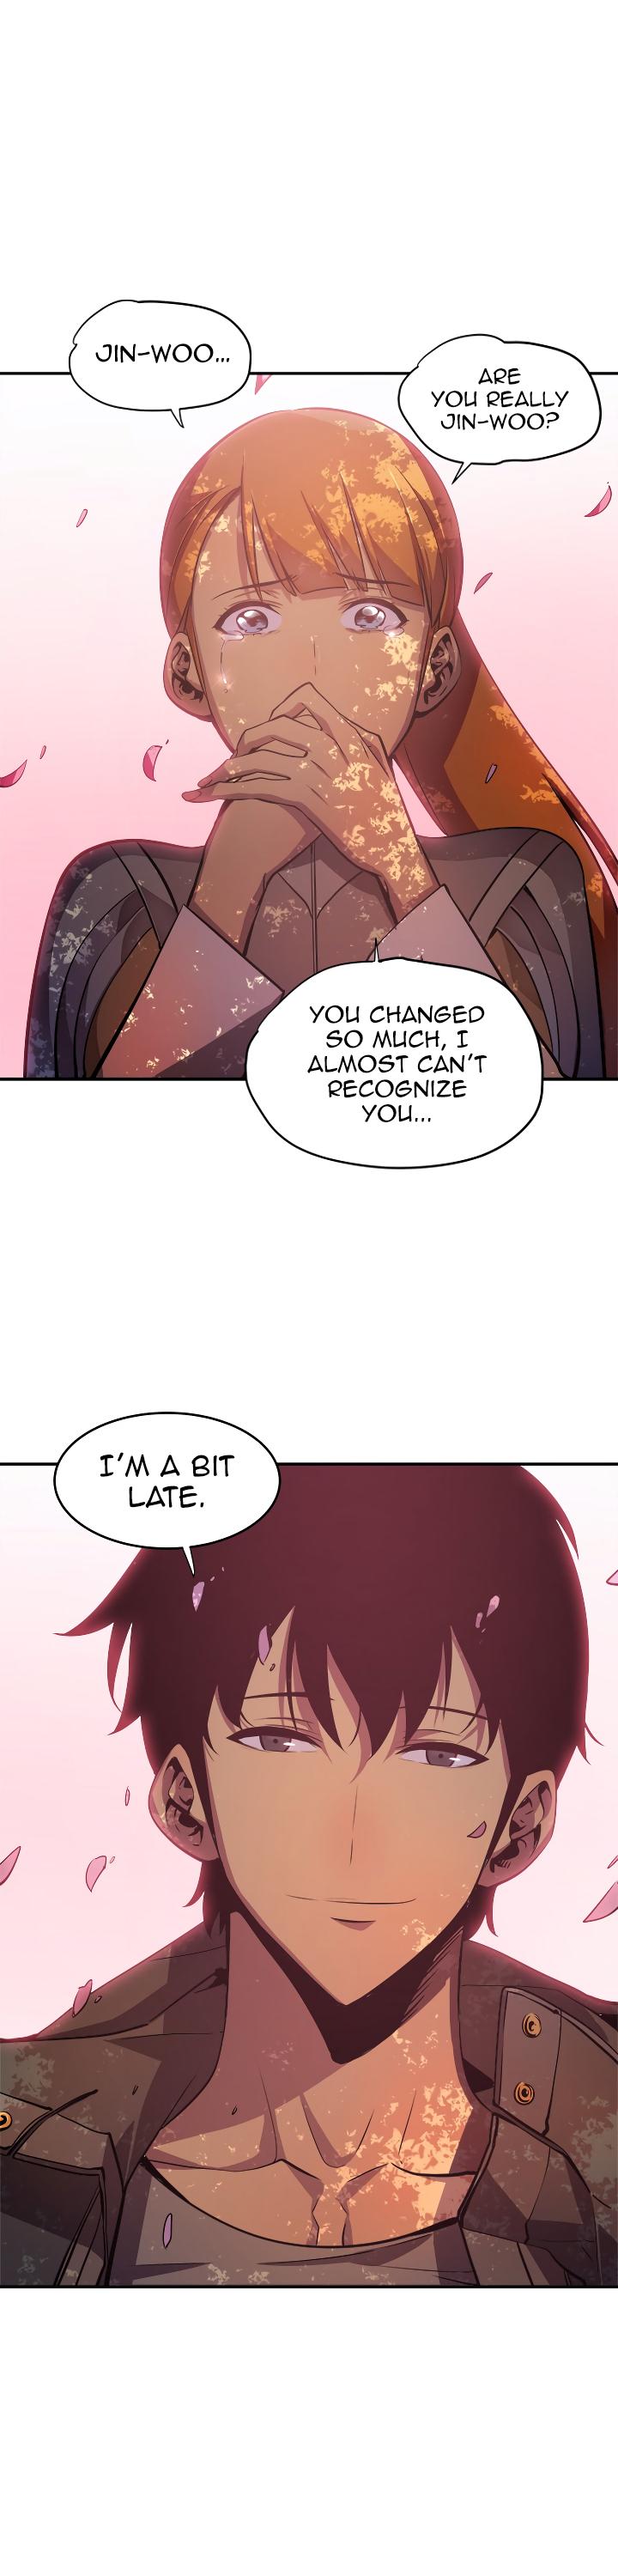 JIN-WOO...
ARE
YOU REALLY
JIN-WOO?
YOU CHANGED
SO MUCH, I
ALMOST CAN'T
RECOGNIZE
YOU...
I'M A BIT
LATE.